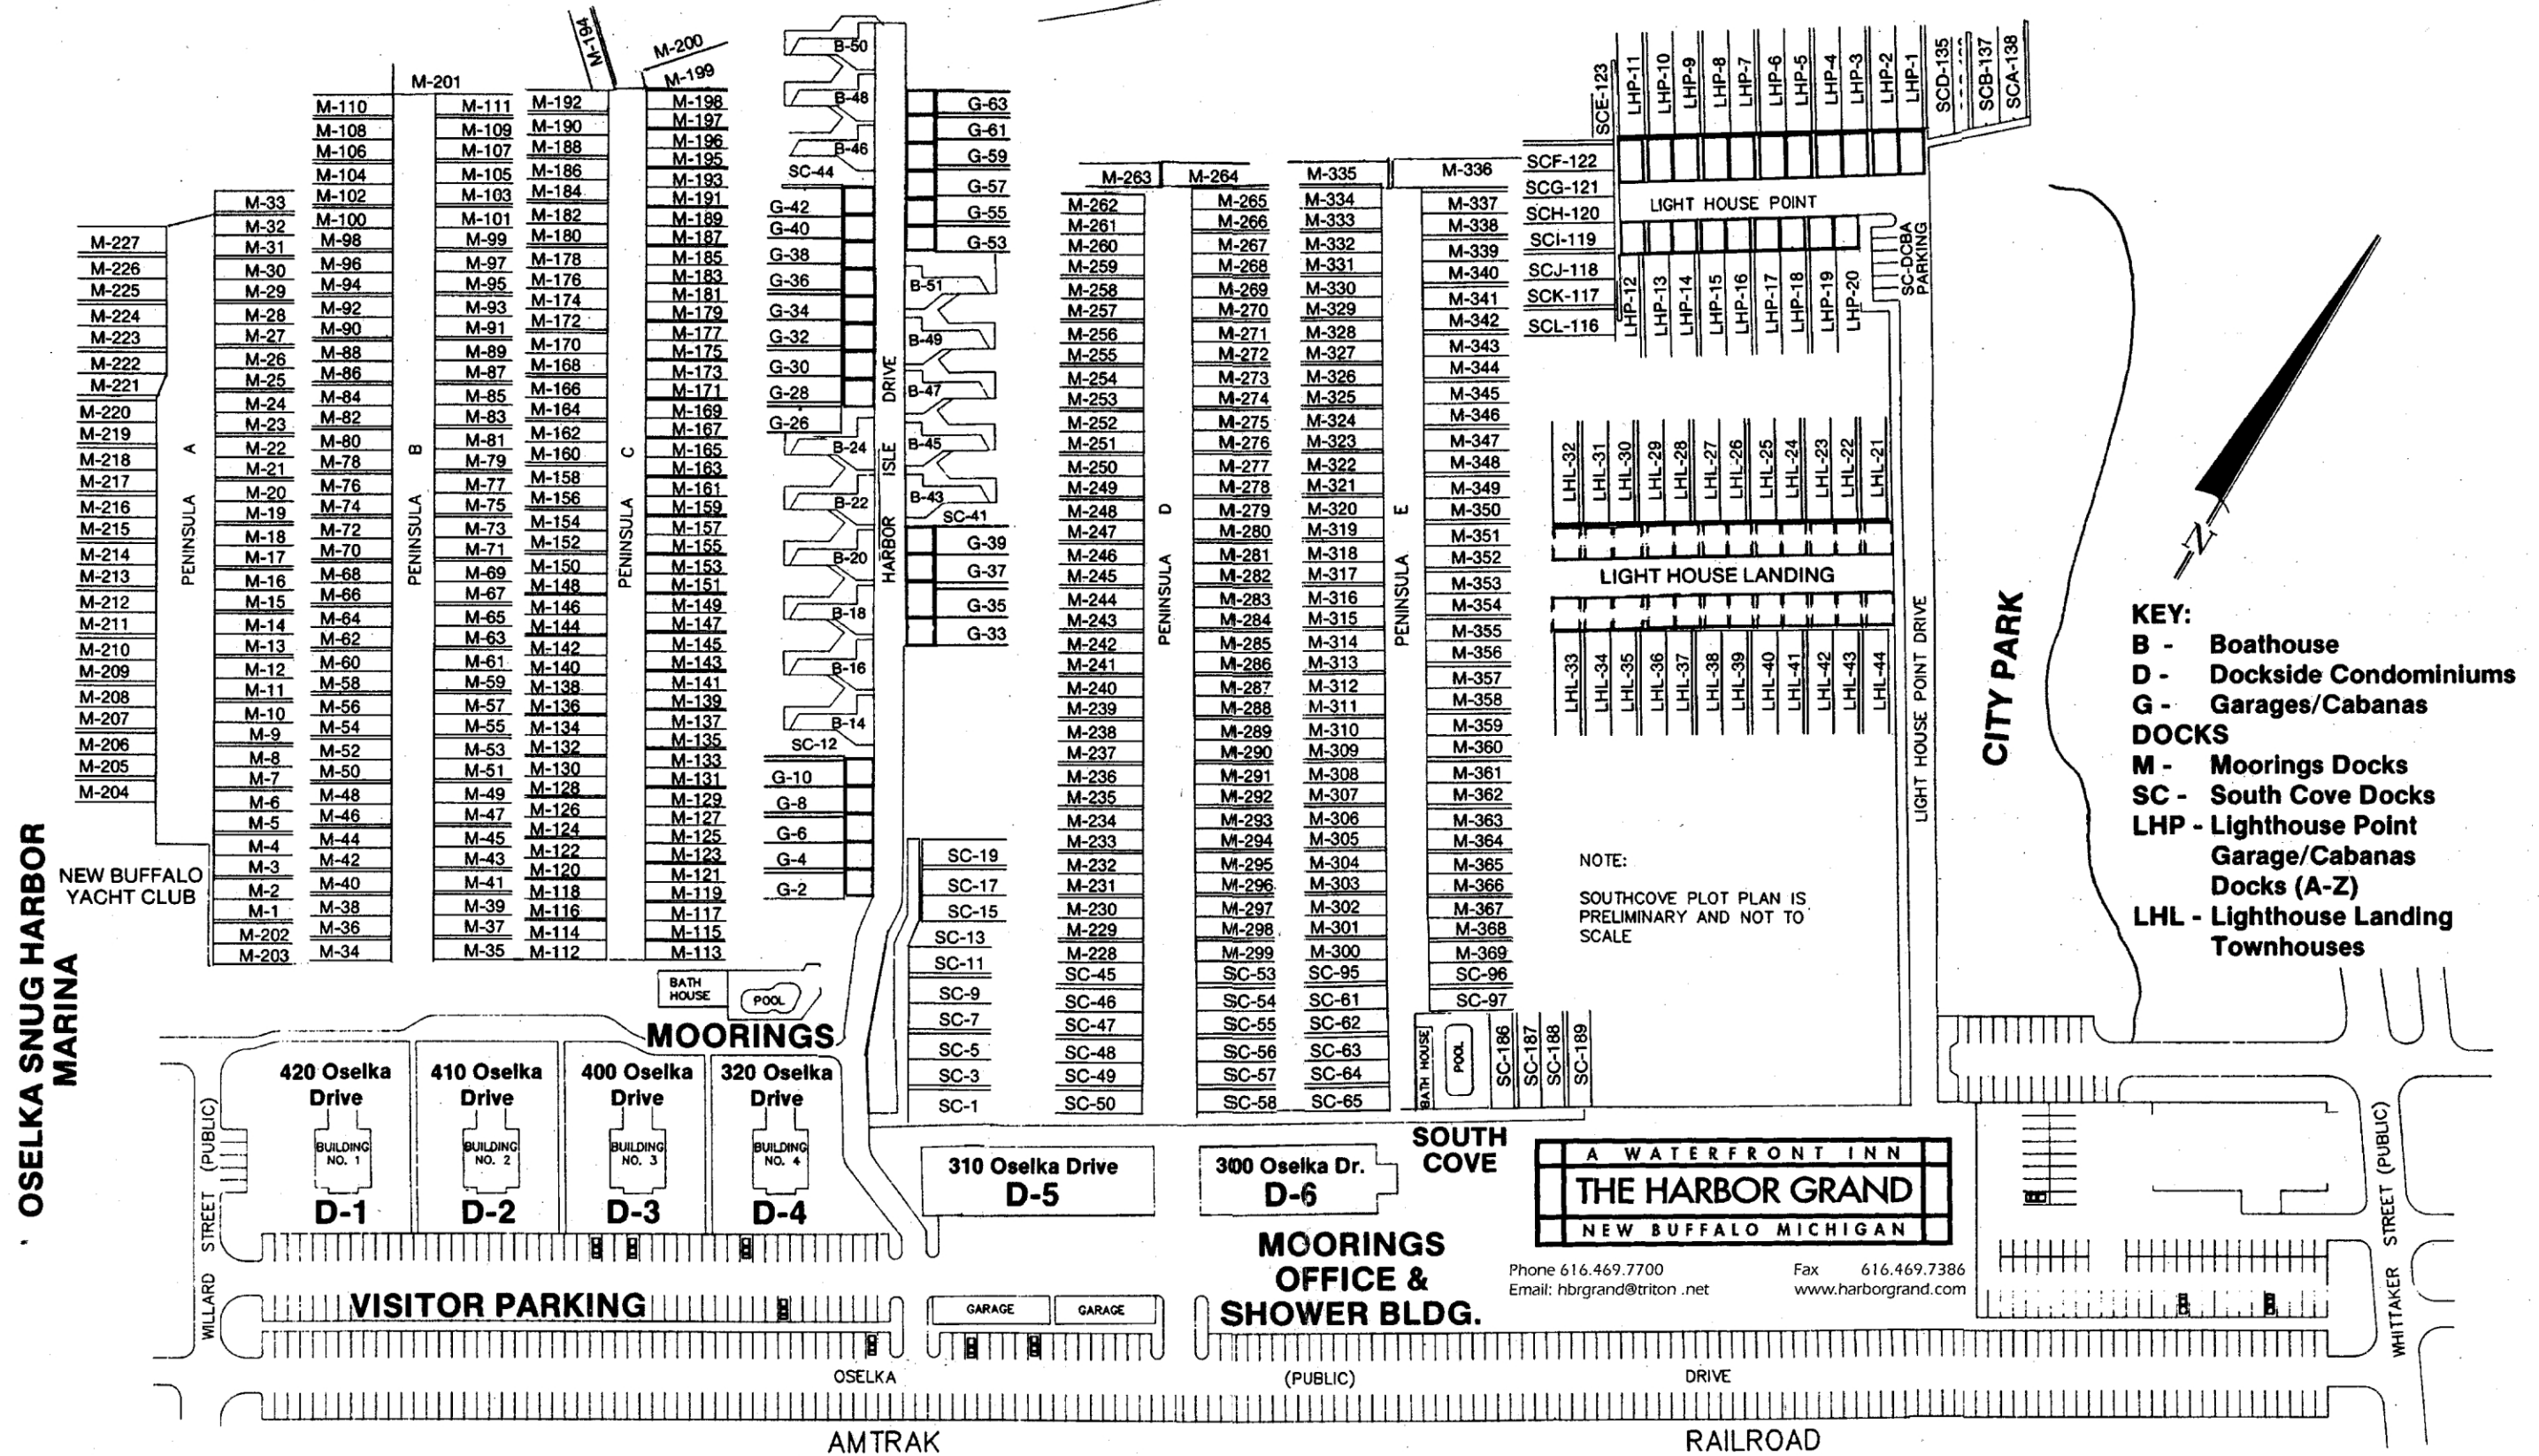 M-194
M-200
M-199
M-201
M-110
M-108
M-106
M-104
M-102
M-100
M-98
M-96
M-94
M-92
M-90
M-88
M-86
M-84
M-82
M-80
M-78
M-76
M-74
M-72
M-70
M-68
M-66
M-64
M-62
M-60
M-58
M-56
M-54
M-52
M-50
M-48
M-46
M-44
M-42
M-40
M-38
M-36
M-34
M-111
M-109
M-107
M-105
M-103
M-101
M-99
M-97
M-95
M-93
M-91
M-89
M-87
M-85
M-83
M-81
M-79
M-77
M-75
M-73
M-71
M-69
M-67
M-65
M-63
M-61
M-59
M-57
M-55
M-53
M-51
M-49
M-47
M-45
M-43
M-41
M-39
M-37
M-35
M-192
M-190
M-188
M-186
M-184
M-182
M-180
M-178
M-176
M-174
M-172
M-170
M-168
M-166
M-164
M-162
M-160
M-158
M-156
M-154
M-152
M-150
M-148
M-146
M-144
M-142
M-140
M-138
M-136
M-134
M-132
M-130
M-128
M-126
M-124
M-122
M-120
M-118
M-116
M-114
M-112
M-198
M-197
M-196
M-195
M-193
M-191
M-189
M-187
M-185
M-183
M-181
M-179
M-177
M-175
M-173
M-171
M-169
M-167
M-165
M-163
M-161
M-159
M-157
M-155
M-153
M-151
M-149
M-147
M-145
M-143
M-141
M-139
M-137
M-135
M-133
M-131
M-129
M-127
M-125
M-123
M-121
M-119
M-117
M-115
M-113
M-227
M-226
M-225
M-224
M-223
M-222
M-221
M-220
M-219
M-218
M-217
M-216
M-215
M-214
M-213
M-212
M-211
M-210
M-209
M-208
M-207
M-206
M-205
M-204
M-33
M-32
M-31
M-30
M-29
M-28
M-27
M-26
M-25
M-24
M-23
M-22
M-21
M-20
M-19
M-18
M-17
M-16
M-15
M-14
M-13
M-12
M-11
M-10
M-9
M-8
M-7
M-6
M-5
M-4
M-3
M-2
M-1
M-202
M-203
PENINSULA A
PENINSULA B
PENINSULA C
B-50
B-48
B-46
SC-44
G-42
G-40
G-38
G-36
G-34
G-32
G-30
G-28
G-26
B-24
B-22
B-20
B-18
B-16
B-14
SC-12
G-10
G-8
G-6
G-4
G-2
HARBOR ISLE DRIVE
G-63
G-61
G-59
G-57
G-55
G-53
B-51
B-49
B-47
B-45
B-43
SC-41
G-39
G-37
G-35
G-33
SC-19
SC-17
SC-15
SC-13
SC-11
SC-9
SC-7
SC-5
SC-3
SC-1
M-263
M-264
M-262
M-261
M-260
M-259
M-258
M-257
M-256
M-255
M-254
M-253
M-252
M-251
M-250
M-249
M-248
M-247
M-246
M-245
M-244
M-243
M-242
M-241
M-240
M-239
M-238
M-237
M-236
M-235
M-234
M-233
M-232
M-231
M-230
M-229
M-228
SC-45
SC-46
SC-47
SC-48
SC-49
SC-50
PENINSULA D
M-265
M-266
M-267
M-268
M-269
M-270
M-271
M-272
M-273
M-274
M-275
M-276
M-277
M-278
M-279
M-280
M-281
M-282
M-283
M-284
M-285
M-286
M-287
M-288
M-289
M-290
M-291
M-292
M-293
M-294
M-295
M-296
M-297
M-298
M-299
SC-53
SC-54
SC-55
SC-56
SC-57
SC-58
M-335
M-336
M-334
M-333
M-332
M-331
M-330
M-329
M-328
M-327
M-326
M-325
M-324
M-323
M-322
M-321
M-320
M-319
M-318
M-317
M-316
M-315
M-314
M-313
M-312
M-311
M-310
M-309
M-308
M-307
M-306
M-305
M-304
M-303
M-302
M-301
M-300
SC-95
SC-61
SC-62
SC-63
SC-64
SC-65
PENINSULA E
M-337
M-338
M-339
M-340
M-341
M-342
M-343
M-344
M-345
M-346
M-347
M-348
M-349
M-350
M-351
M-352
M-353
M-354
M-355
M-356
M-357
M-358
M-359
M-360
M-361
M-362
M-363
M-364
M-365
M-366
M-367
M-368
M-369
SC-96
SC-97
BATH HOUSE
POOL
SC-186
SC-187
SC-188
SC-189
SCE-123
LHP-11
LHP-10
LHP-9
LHP-8
LHP-7
LHP-6
LHP-5
LHP-4
LHP-3
LHP-2
LHP-1
SCD-135
SCB-137
SCA-138
SCF-122
SCG-121
SCH-120
SCI-119
SCJ-118
SCK-117
SCL-116
LIGHT HOUSE POINT
LHP-12
LHP-13
LHP-14
LHP-15
LHP-16
LHP-17
LHP-18
LHP-19
LHP-20
SC-DCBA
PARKING
LHL-32
LHL-31
LHL-30
LHL-29
LHL-28
LHL-27
LHL-26
LHL-25
LHL-24
LHL-23
LHL-22
LHL-21
LIGHT HOUSE LANDING
LHL-33
LHL-34
LHL-35
LHL-36
LHL-37
LHL-38
LHL-39
LHL-40
LHL-41
LHL-42
LHL-43
LHL-44
LIGHT HOUSE POINT DRIVE
CITY PARK
N
NOTE:
SOUTHCOVE PLOT PLAN IS
PRELIMINARY AND NOT TO
SCALE
KEY:
B - Boathouse
D - Dockside Condominiums
G - Garages/Cabanas
DOCKS
M - Moorings Docks
SC - South Cove Docks
LHP - Lighthouse Point
Garage/Cabanas
Docks (A-Z)
LHL - Lighthouse Landing
Townhouses
OSELKA SNUG HARBOR
MARINA
NEW BUFFALO
YACHT CLUB
BATH
HOUSE
POOL
MOORINGS
420 Oselka
Drive
BUILDING
NO. 1
D-1
410 Oselka
Drive
BUILDING
NO. 2
D-2
400 Oselka
Drive
BUILDING
NO. 3
D-3
320 Oselka
Drive
BUILDING
NO. 4
D-4
310 Oselka Drive
D-5
300 Oselka Dr.
D-6
SOUTH
COVE
A WATERFRONT INN
THE HARBOR GRAND
NEW BUFFALO MICHIGAN
Phone 616.469.7700
Fax 616.469.7386
Email: hbrgrand@triton .net
www.harborgrand.com
MOORINGS
OFFICE &
SHOWER BLDG.
WILLARD STREET (PUBLIC)
VISITOR PARKING
GARAGE
GARAGE
WHITTAKER STREET (PUBLIC)
OSELKA (PUBLIC) DRIVE
AMTRAK RAILROAD